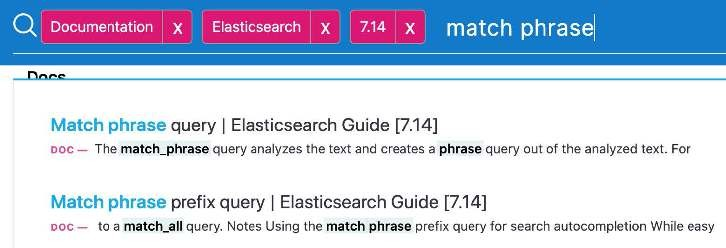 Documentation X Elasticsearch X 7.14 X match phrase
Docs
Match phrase query | Elasticsearch Guide [7.14]
DOC — The match_phrase query analyzes the text and creates a phrase query out of the analyzed text. For
Match phrase prefix query | Elasticsearch Guide [7.14]
DOC — to a match_all query. Notes Using the match phrase prefix query for search autocompletion While easy